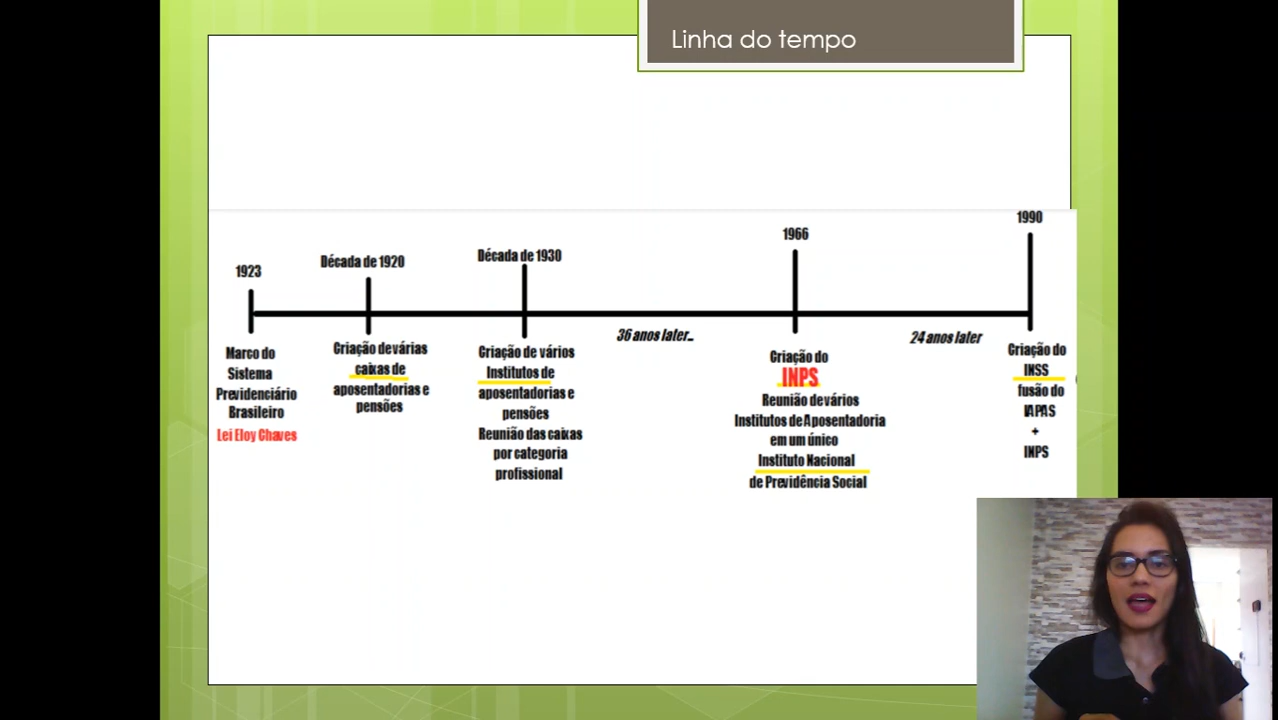 Linha do tempo
1923
Marco do
Sistema
Previdenciário
Brasileiro
Lei Eloy Chaves
Década de 1920
Criação de várias
caixas de
aposentadorias e
pensões
Década de 1930
Criação de vários
Institutos de
aposentadorias e
pensões
Reunião das caixas
por categoria
profissional
36 anos later...
1966
Criação do
INPS
Reunião de vários
Institutos de Aposentadoria
em um único
Instituto Nacional
de Previdência Social
24 anos later
1990
Criação do
INSS
fusão do
IAPAS
+
INPS